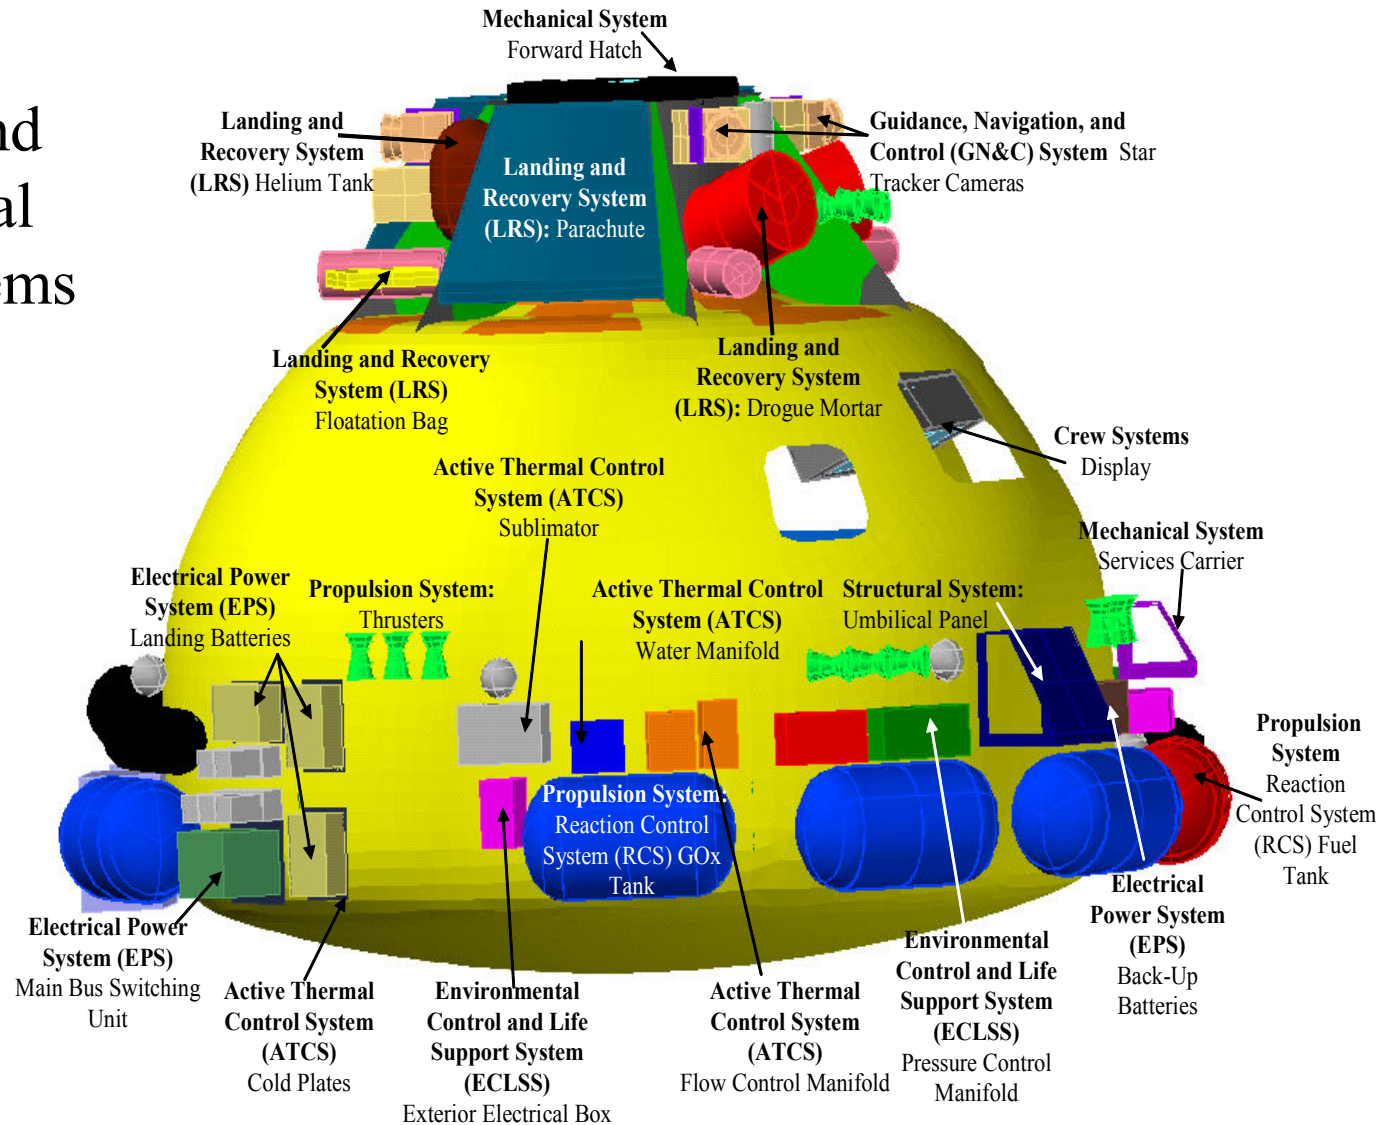 nd
al
ems
Mechanical System
Forward Hatch
Landing and
Recovery System
(LRS) Helium Tank
Landing and
Recovery System
(LRS): Parachute
Guidance, Navigation, and
Control (GN&C) System Star
Tracker Cameras
Landing and Recovery
System (LRS)
Floatation Bag
Landing and
Recovery System
(LRS): Drogue Mortar
Crew Systems
Display
Active Thermal Control
System (ATCS)
Sublimator
Mechanical System
Services Carrier
Electrical Power
System (EPS)
Landing Batteries
Propulsion System:
Thrusters
Active Thermal Control
System (ATCS)
Water Manifold
Structural System:
Umbilical Panel
Propulsion
System
Reaction
Control System
(RCS) Fuel
Tank
Propulsion System:
Reaction Control
System (RCS) GOx
Tank
Electrical Power
System (EPS)
Main Bus Switching
Unit
Active Thermal
Control System
(ATCS)
Cold Plates
Environmental
Control and Life
Support System
(ECLSS)
Exterior Electrical Box
Active Thermal
Control System
(ATCS)
Flow Control Manifold
Environmental
Control and Life
Support System
(ECLSS)
Pressure Control
Manifold
Electrical
Power System
(EPS)
Back-Up
Batteries